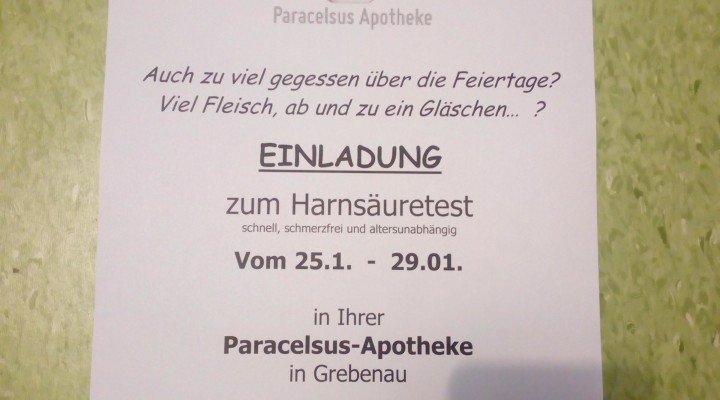 Paracelsus Apotheke
Auch zu viel gegessen über die Feiertage?
Viel Fleisch, ab und zu ein Gläschen... ?
EINLADUNG
zum Harnsäuretest
schnell, schmerzfrei und altersunabhängig
Vom 25.1. - 29.01.
in Ihrer
Paracelsus-Apotheke
in Grebenau